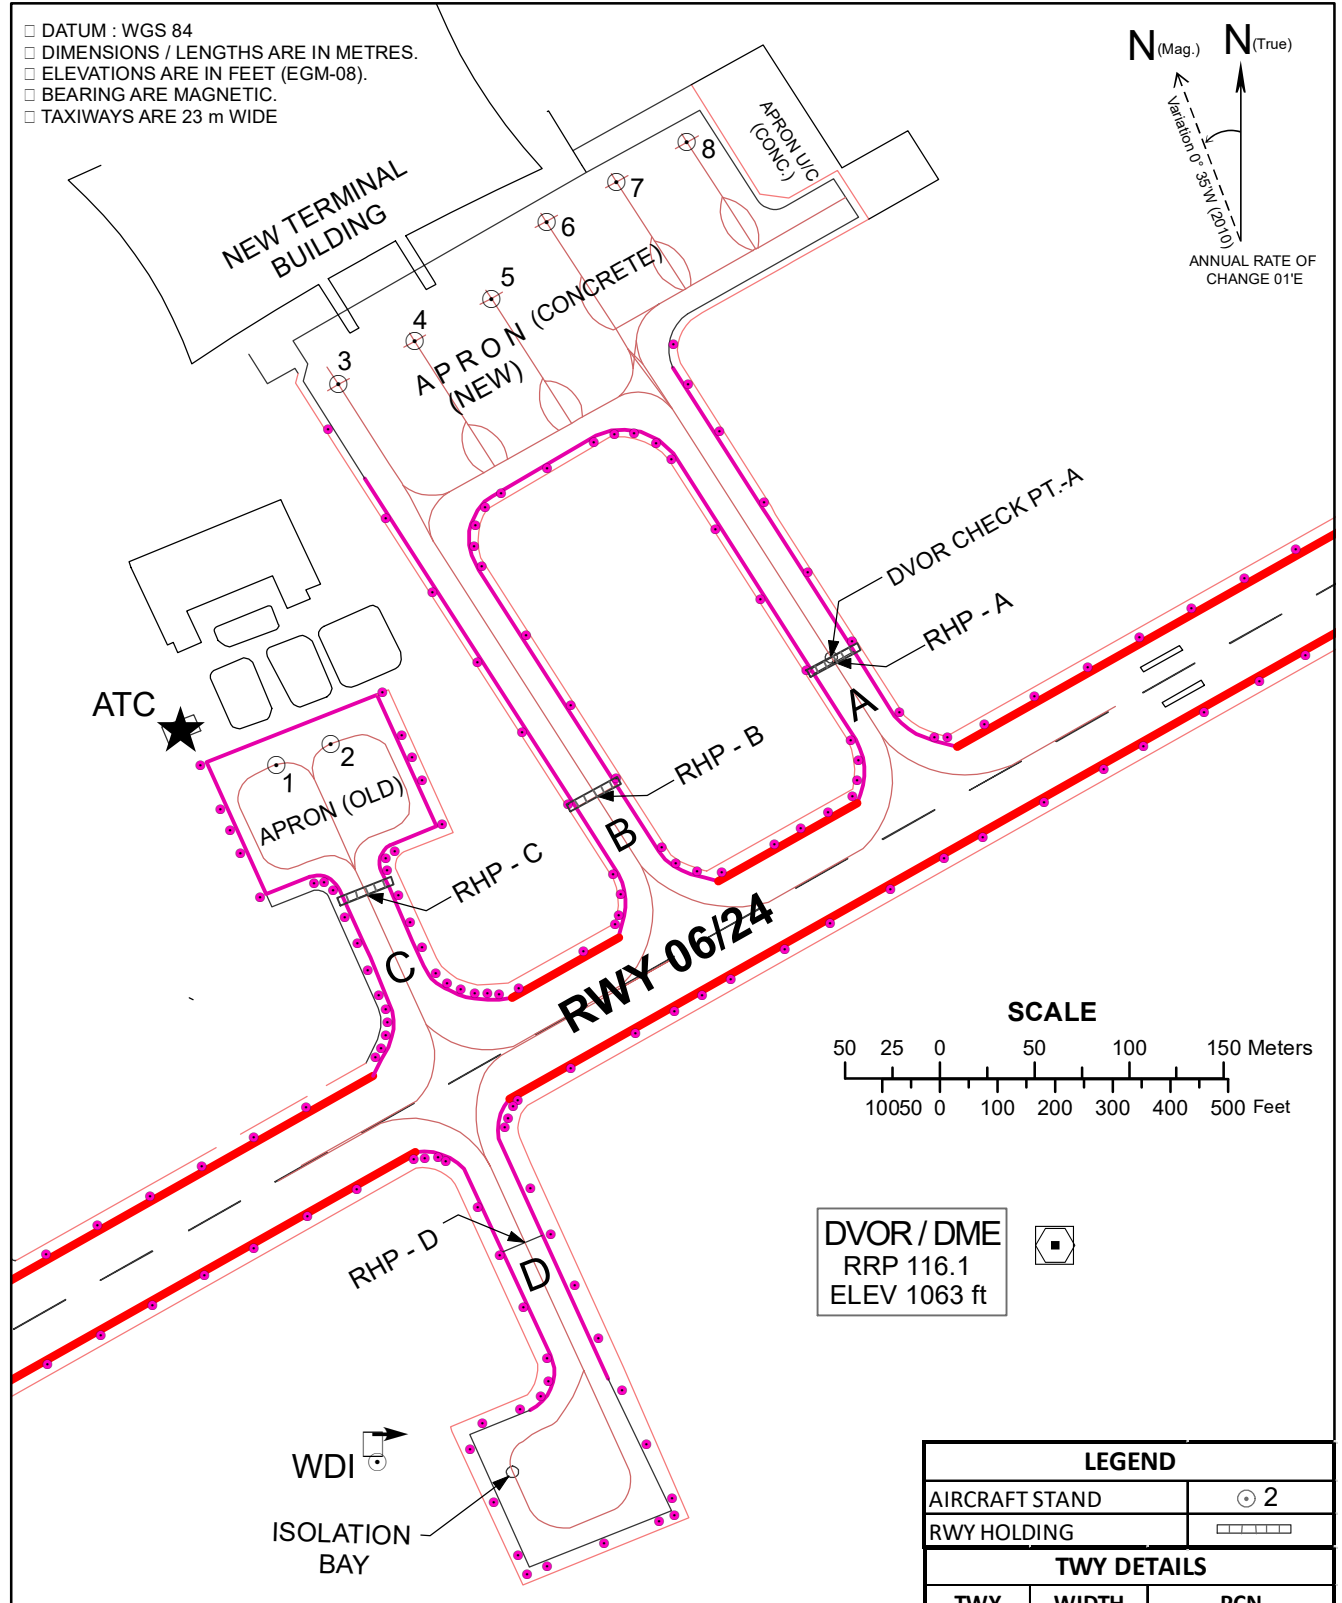 □ DATUM : WGS 84
□ DIMENSIONS / LENGTHS ARE IN METRES.
□ ELEVATIONS ARE IN FEET (EGM-08).
□ BEARING ARE MAGNETIC.
□ TAXIWAYS ARE 23 m WIDE
N(Mag.)
N(True)
Variation 0° 35'W (2010)
ANNUAL RATE OF
CHANGE 01'E
APRON U/C
(CONC.)
NEW TERMINAL
BUILDING
8
7
6
5
4
3
APRON (CONCRETE)
(NEW)
DVOR CHECK PT.-A
RHP - A
A
ATC
1
2
APRON (OLD)
RHP - B
B
RHP - C
C
RWY 06/24
SCALE
50 25 0 50 100 150 Meters
100 50 0 100 200 300 400 500 Feet
RHP - D
D
DVOR / DME
RRP 116.1
ELEV 1063 ft
WDI
ISOLATION
BAY
LEGEND
AIRCRAFT STAND 2
RWY HOLDING
TWY DETAILS
TWY WIDTH PCN